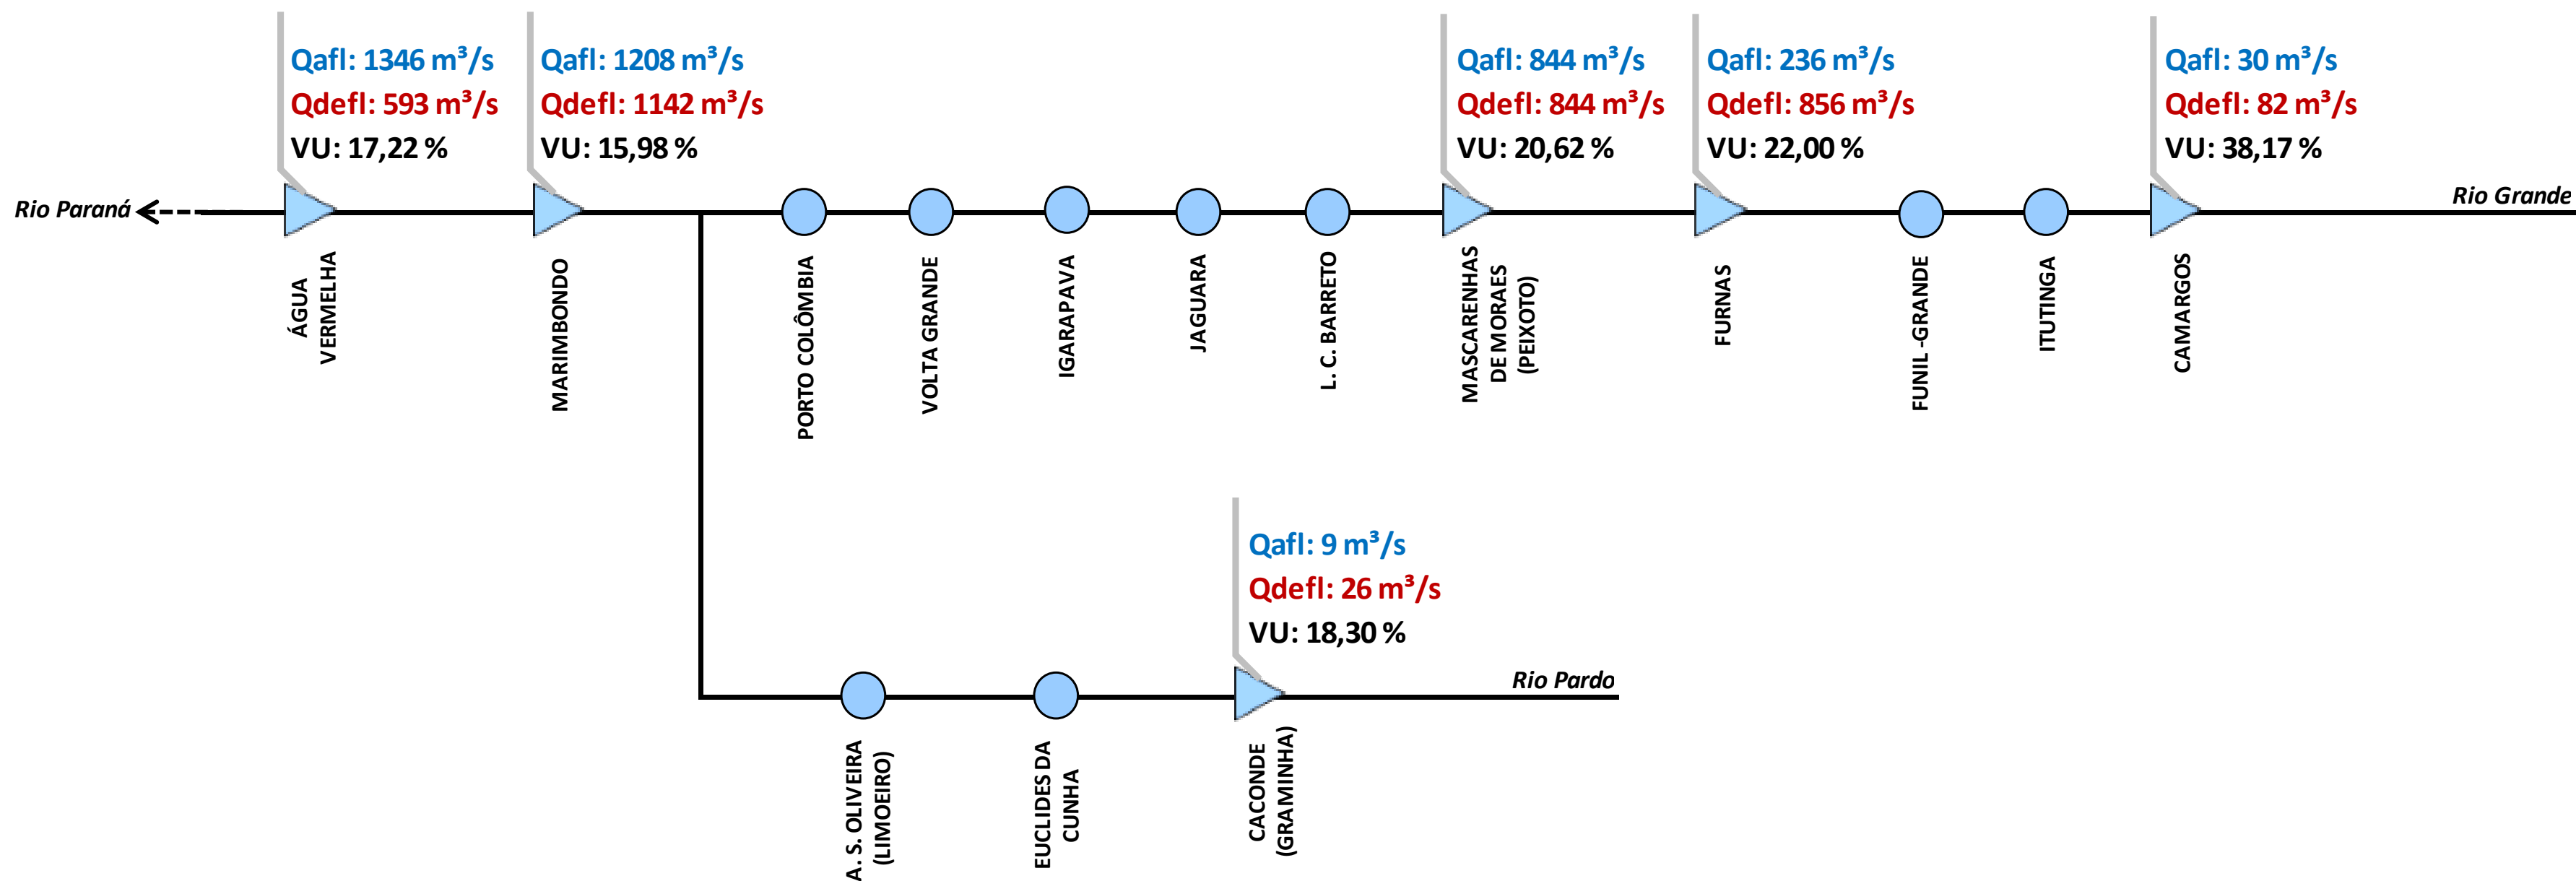 Qafl: 1346 m³/s
Qdefl: 593 m³/s
VU: 17,22 %
Qafl: 1208 m³/s
Qdefl: 1142 m³/s
VU: 15,98 %
Qafl: 844 m³/s
Qdefl: 844 m³/s
VU: 20,62 %
Qafl: 236 m³/s
Qdefl: 856 m³/s
VU: 22,00 %
Qafl: 30 m³/s
Qdefl: 82 m³/s
VU: 38,17 %
Rio Paraná
Rio Grande
ÁGUA
VERMELHA
MARIMBONDO
PORTO COLÔMBIA
VOLTA GRANDE
IGARAPAVA
JAGUARA
L. C. BARRETO
MASCARENHAS
DE MORAES
(PEIXOTO)
FURNAS
FUNIL -GRANDE
ITUTINGA
CAMARGOS
Qafl: 9 m³/s
Qdefl: 26 m³/s
VU: 18,30 %
Rio Pardo
A. S. OLIVEIRA
(LIMOEIRO)
EUCLIDES DA
CUNHA
CACONDE
(GRAMINHA)